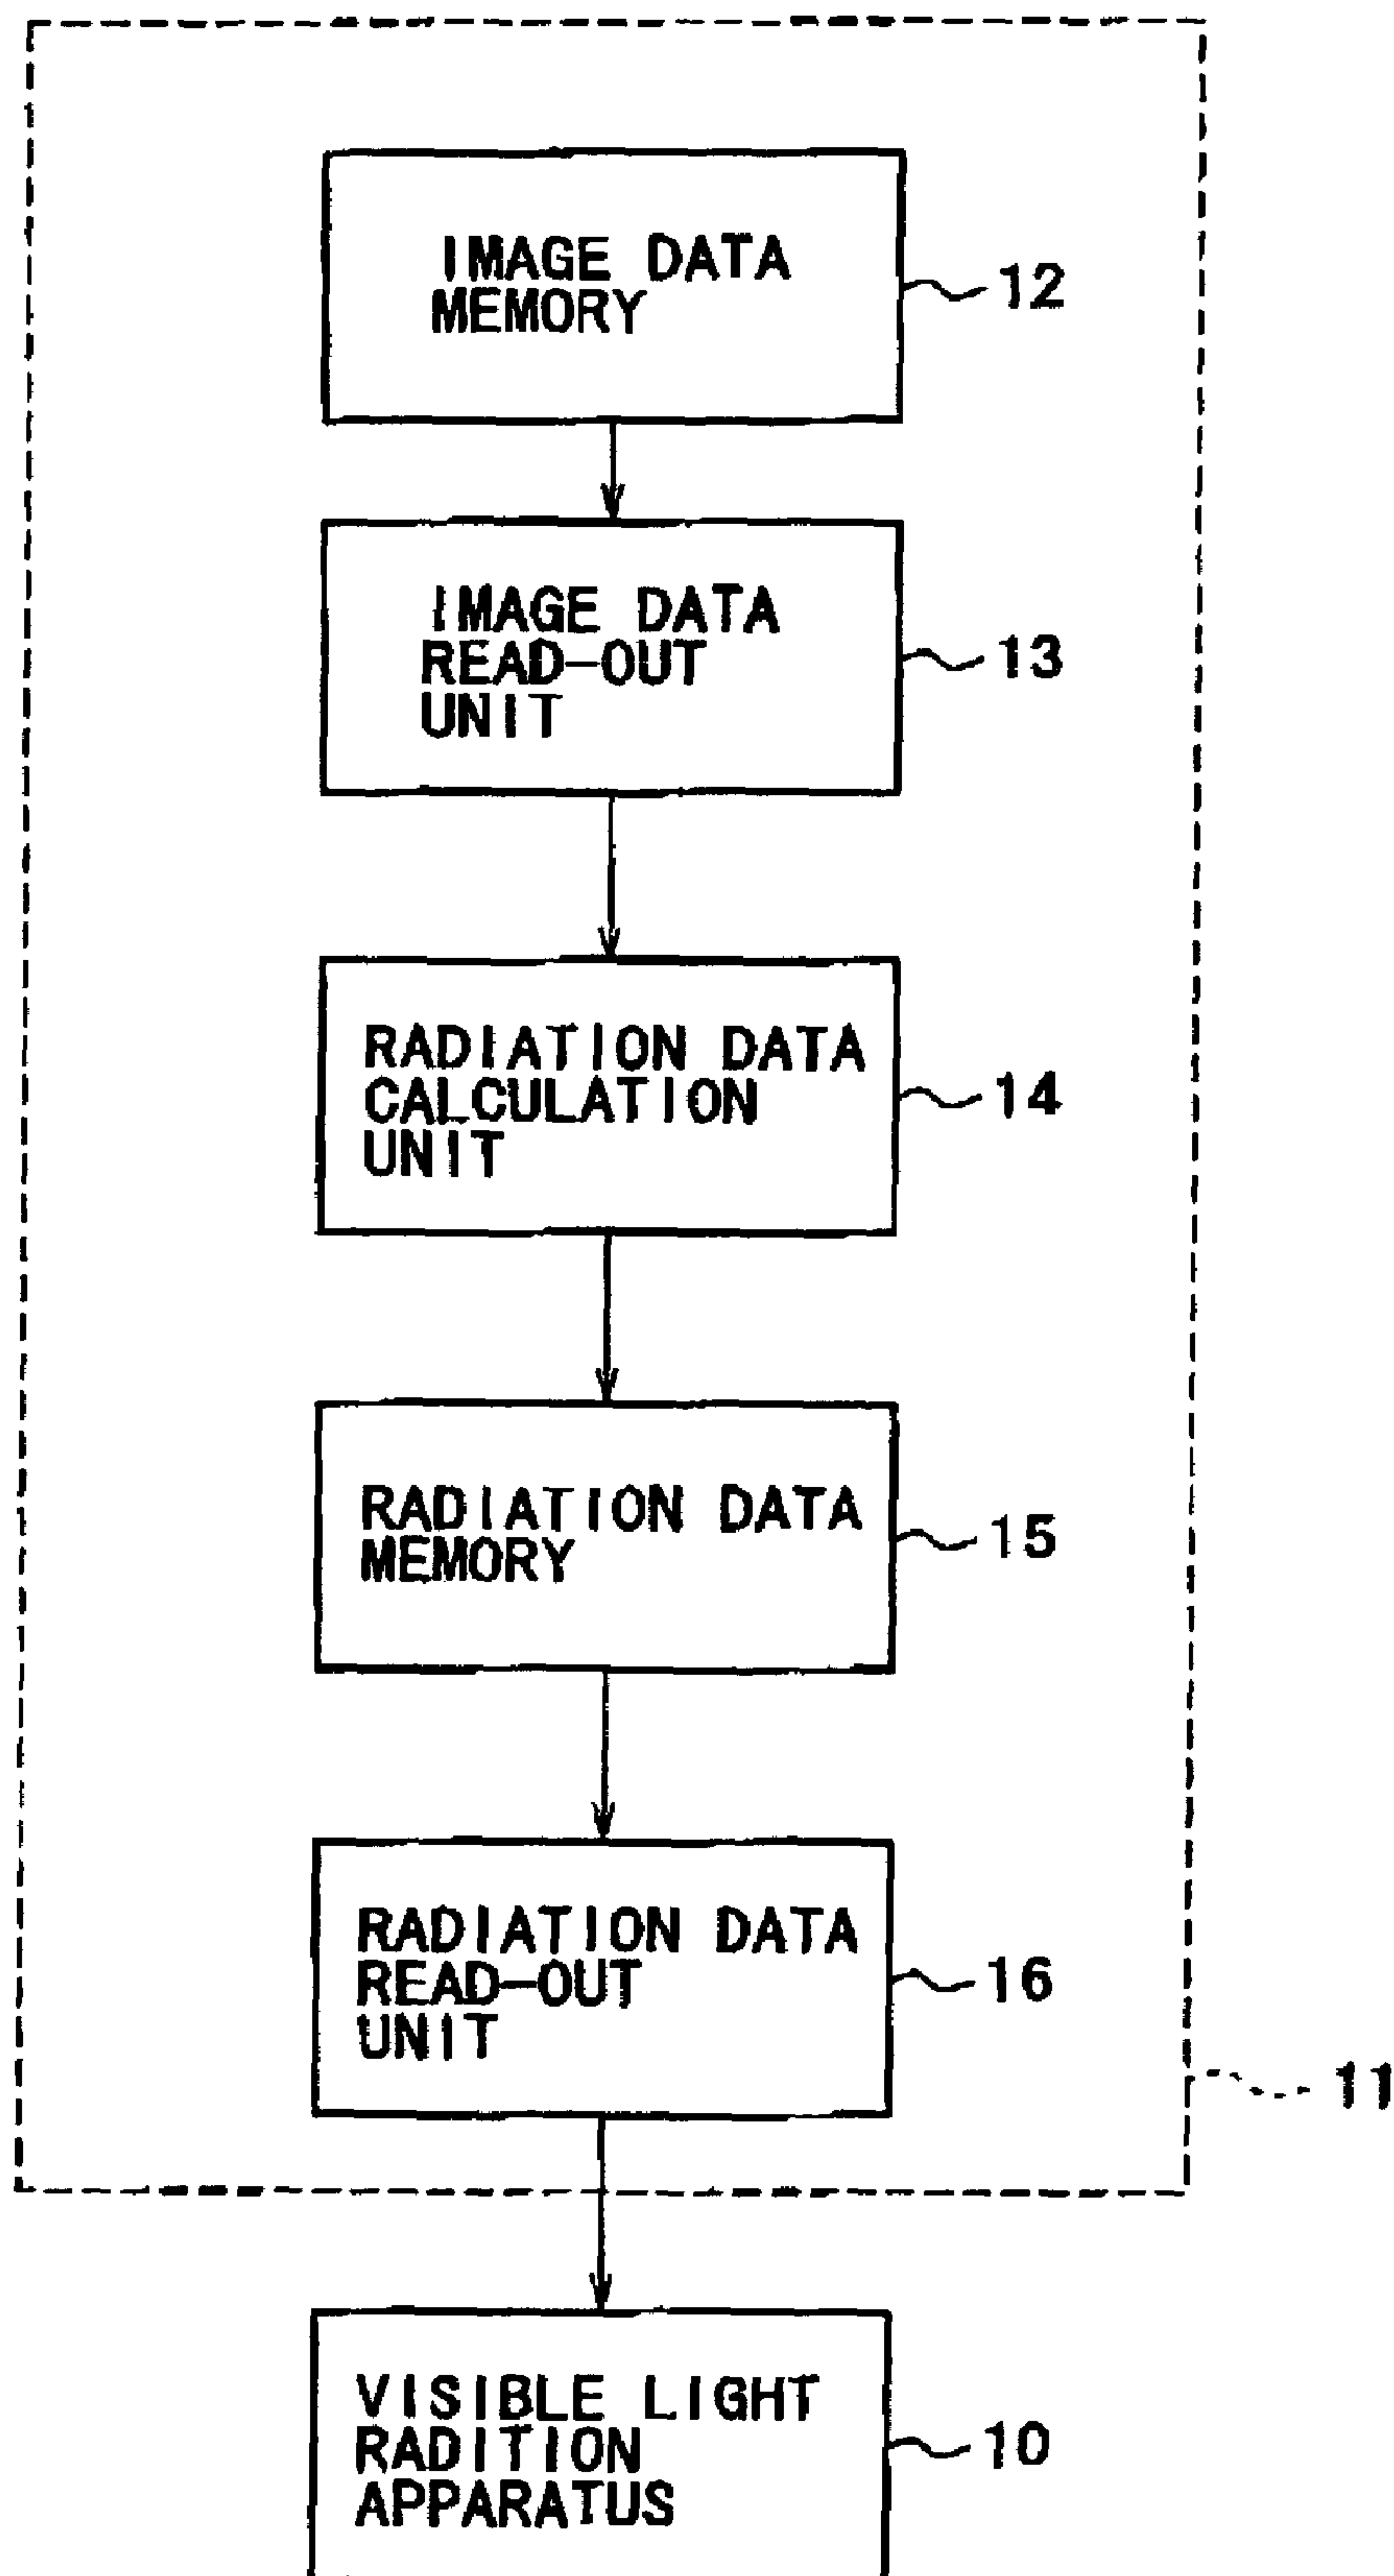 IMAGE DATA
MEMORY
12
IMAGE DATA
READ-OUT
UNIT
13
RADIATION DATA
CALCULATION
UNIT
14
RADIATION DATA
MEMORY
15
RADIATION DATA
READ-OUT
UNIT
16
11
VISIBLE LIGHT
RADITION
APPARATUS
10